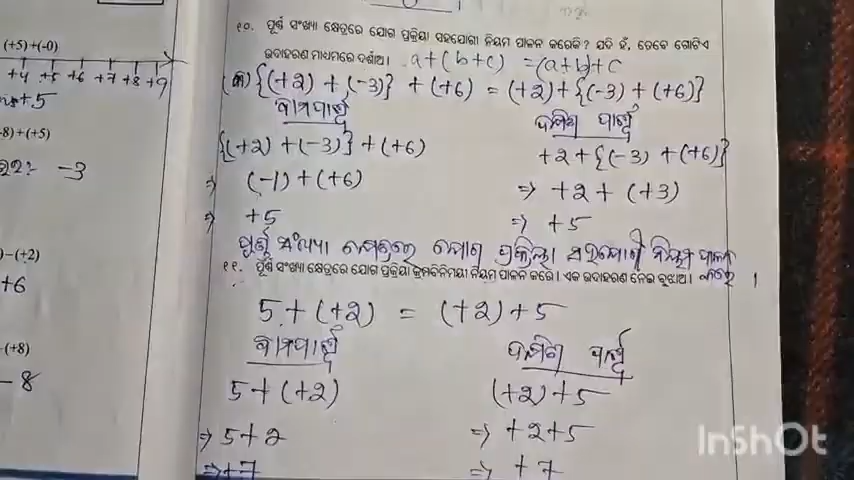 (+5)+(-0)
+4 +5 +6 +7 +8 +9
-8)+(+5)
-3
)-(+2)
+6
-(+8)
-8
୧୦. ପୂର୍ଣ୍ଣ ସଂଖ୍ୟା କ୍ଷେତ୍ରରେ ଯୋଗ ପ୍ରକ୍ରିୟା ସହଯୋଗୀ ନିୟମ ପାଳନ କରେକି ? ଯଦି ହଁ, ତେବେ ଗୋଟିଏ
ଉଦାହରଣ ମାଧ୍ୟମରେ ଦର୍ଶାଅ। a+(b+c) =(a+b)+c
{(+2) + (-3)} + (+6) = (+2)+{(-3) + (+6)}
ବାମପାର୍ଶ୍ୱ ଦକ୍ଷିଣ ପାର୍ଶ୍ୱ
{(+2) +(-3)} + (+6) +2+{(-3) +(+6)}
⇒ (-1) + (+6) ⇒ +2 + (+3)
⇒ +5 ⇒ +5
ପୂର୍ଣ୍ଣ ସଂଖ୍ୟା କ୍ଷେତ୍ରରେ ଯୋଗ ପ୍ରକ୍ରିୟା ସହଯୋଗୀ ନିୟମ ପାଳନ କରେ ।
୧୧. ପୂର୍ଣ୍ଣ ସଂଖ୍ୟା କ୍ଷେତ୍ରରେ ଯୋଗ ପ୍ରକ୍ରିୟା କ୍ରମବିନିମୟୀ ନିୟମ ପାଳନ କରେ। ଏକ ଉଦାହରଣ ନେଇ ବୁଝାଅ।
5+(+2) = (+2)+5
ବାମପାର୍ଶ୍ୱ ଦକ୍ଷିଣ ପାର୍ଶ୍ୱ
5+(+2) (+2)+5
⇒ 5+2 ⇒ +2+5
⇒ +7 ⇒ +7
InShOt